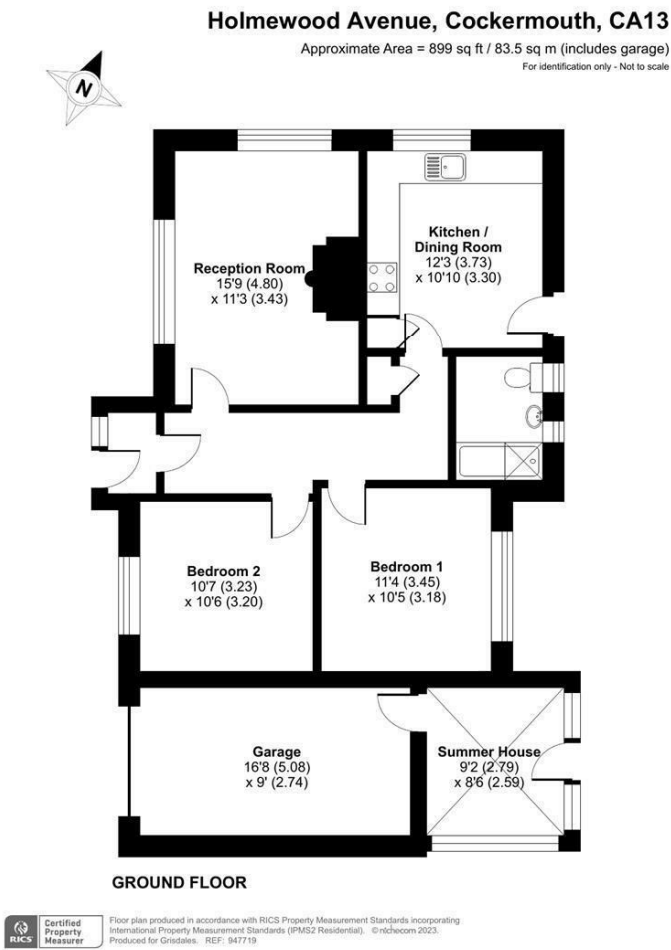 Holmewood Avenue, Cockermouth, CA13
Approximate Area = 899 sq ft / 83.5 sq m (includes garage)
For identification only - Not to scale
N
Kitchen /
Dining Room
12'3 (3.73)
x 10'10 (3.30)
Reception Room
15'9 (4.80)
x 11'3 (3.43)
Bedroom 2
10'7 (3.23)
x 10'6 (3.20)
Bedroom 1
11'4 (3.45)
x 10'5 (3.18)
Garage
16'8 (5.08)
x 9' (2.74)
Summer House
9'2 (2.79)
x 8'6 (2.59)
GROUND FLOOR
RICS
Certified
Property
Measurer
Floor plan produced in accordance with RICS Property Measurement Standards incorporating
International Property Measurement Standards (IPMS2 Residential). ©nichecom 2023.
Produced for Grisdales. REF: 947719